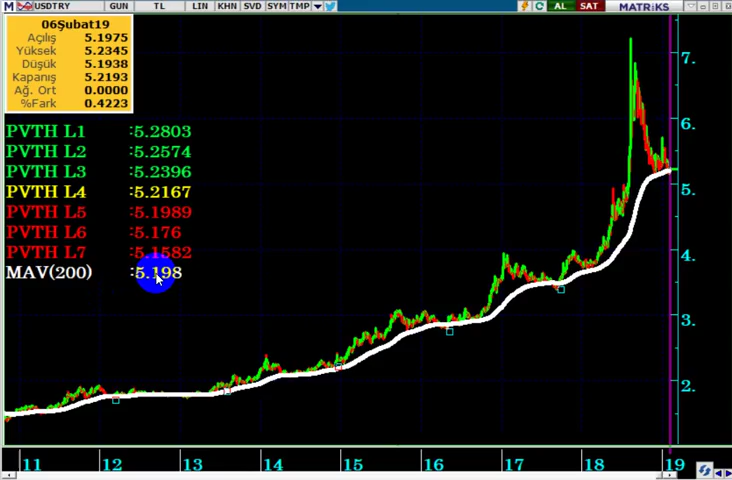 M USDTRY GUN TL LIN KHN SVD SYM TMP AL SAT MATRiKS
06Şubat19
Açılış 5.1975
Yüksek 5.2345
Düşük 5.1938
Kapanış 5.2193
Ağ. Ort 0.0000
%Fark 0.4223
PVTH L1 :5.2803
PVTH L2 :5.2574
PVTH L3 :5.2396
PVTH L4 :5.2167
PVTH L5 :5.1989
PVTH L6 :5.176
PVTH L7 :5.1582
MAV(200) :5.198
7.
6.
5.
4.
3.
2.
11 12 13 14 15 16 17 18 19